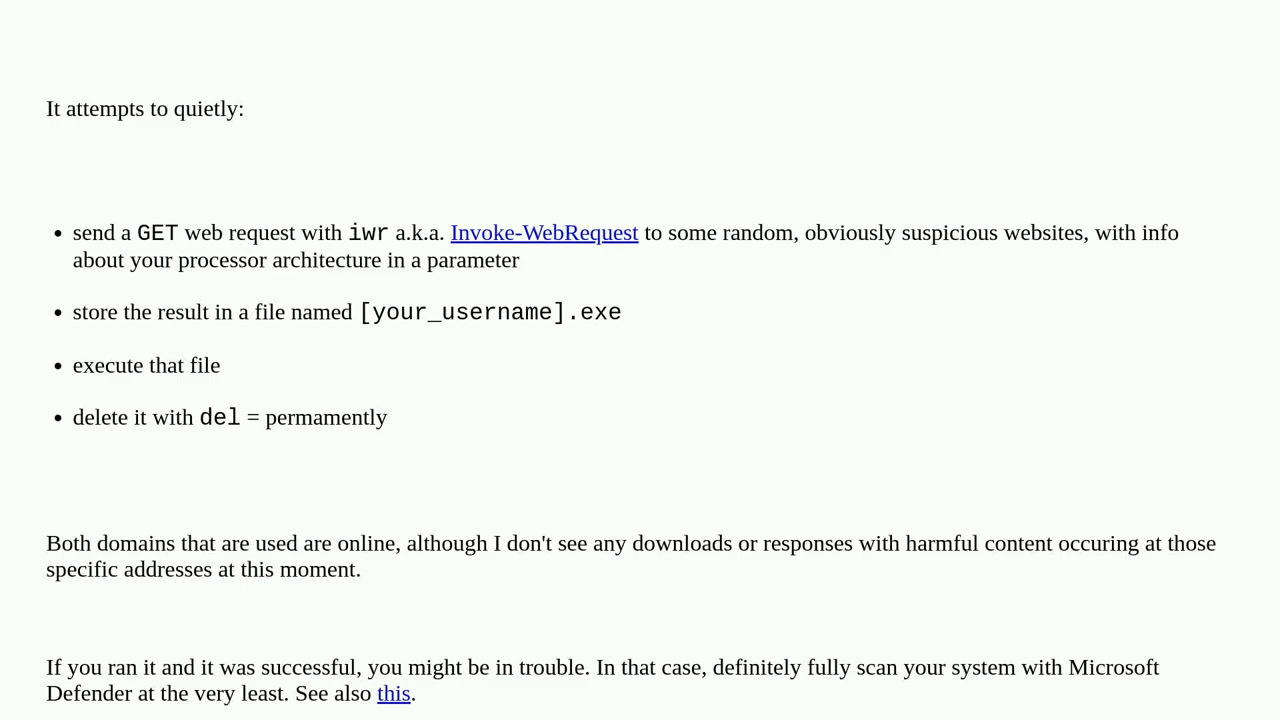 It attempts to quietly:
• send a GET web request with iwr a.k.a. Invoke-WebRequest to some random, obviously suspicious websites, with info
about your processor architecture in a parameter
• store the result in a file named [your_username].exe
• execute that file
• delete it with del = permamently
Both domains that are used are online, although I don't see any downloads or responses with harmful content occuring at those
specific addresses at this moment.
If you ran it and it was successful, you might be in trouble. In that case, definitely fully scan your system with Microsoft
Defender at the very least. See also this.